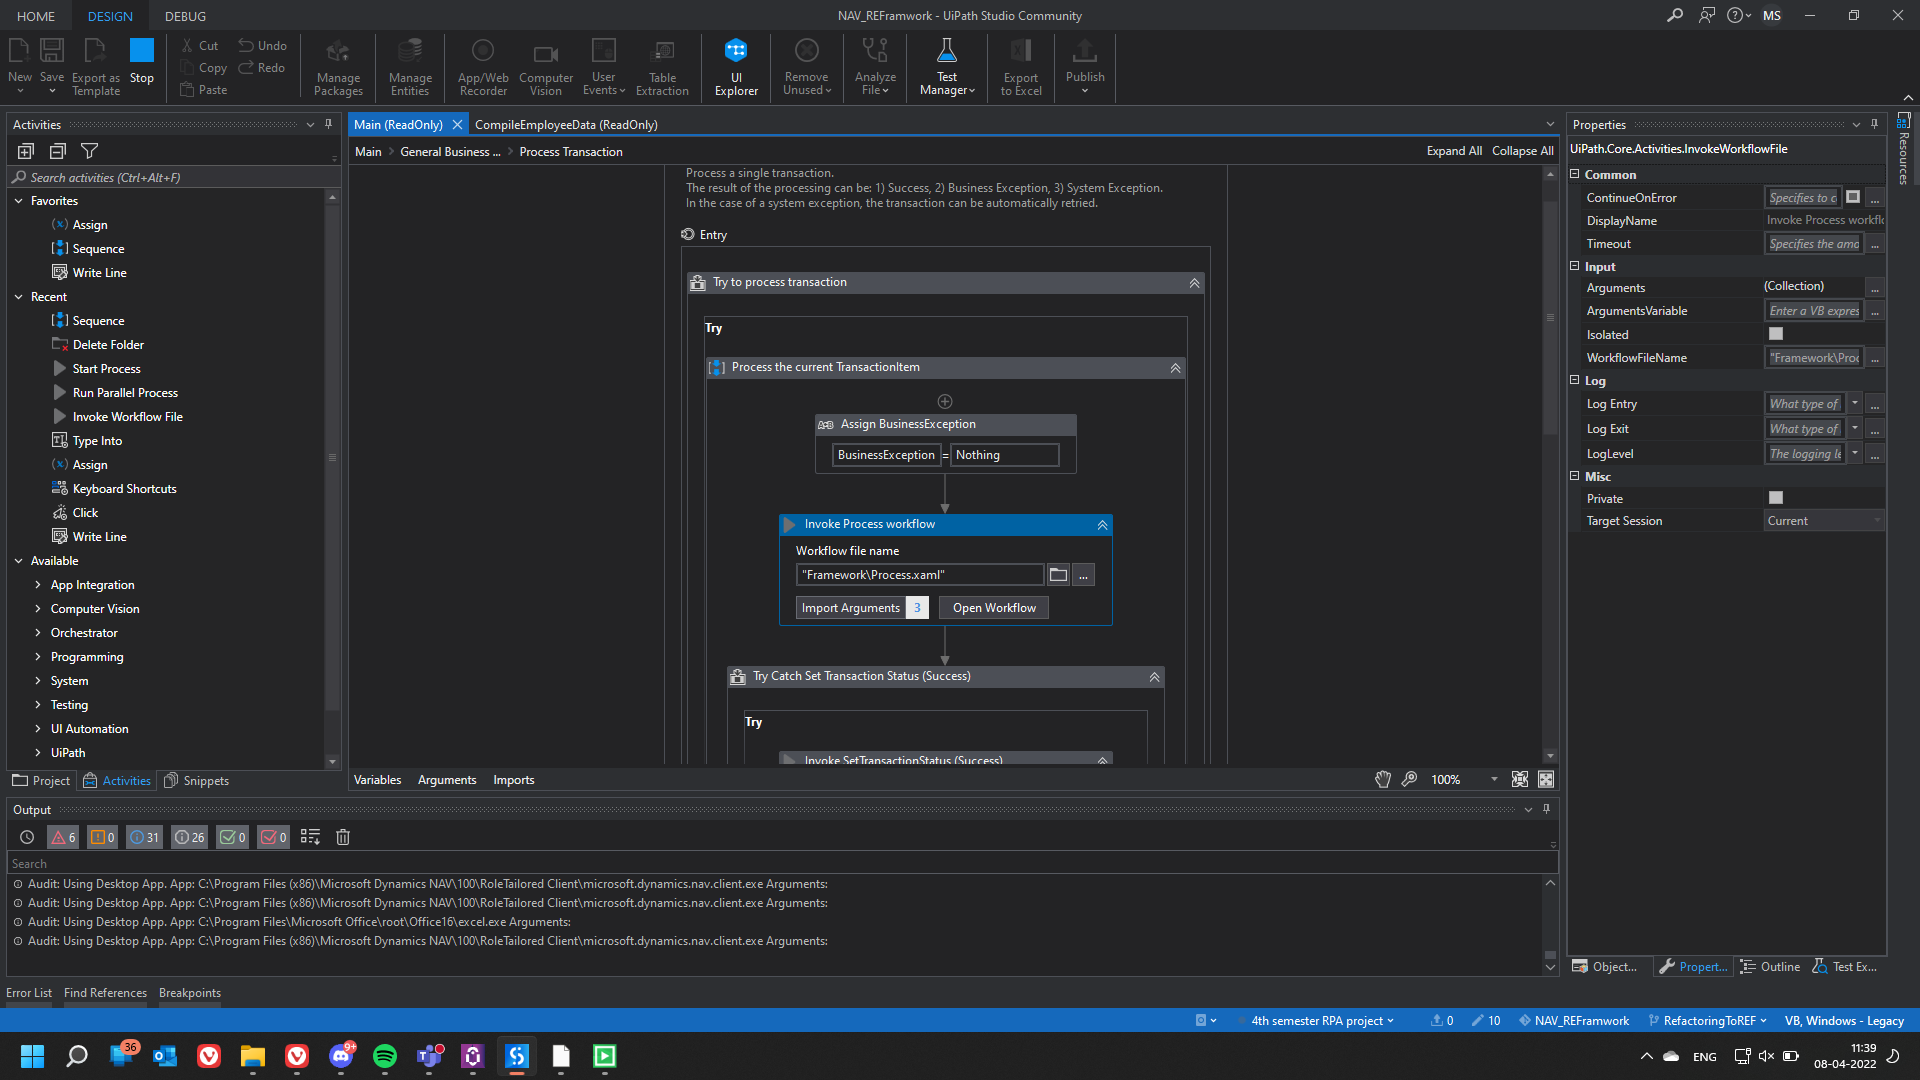 HOME DESIGN DEBUG
NAV_REFramwork - UiPath Studio Community
MS
New Save Export as Template Stop
Cut Copy Paste Undo Redo
Manage Packages Manage Entities App/Web Recorder Computer Vision User Events Table Extraction UI Explorer Remove Unused Analyze File Test Manager Export to Excel Publish
Activities
Search activities (Ctrl+Alt+F)
Favorites
Assign
Sequence
Write Line
Recent
Sequence
Delete Folder
Start Process
Run Parallel Process
Invoke Workflow File
Type Into
Assign
Keyboard Shortcuts
Click
Write Line
Available
App Integration
Computer Vision
Orchestrator
Programming
System
Testing
UI Automation
UiPath
Project Activities Snippets
Main (ReadOnly) CompileEmployeeData (ReadOnly)
Main > General Business ... > Process Transaction
Expand All Collapse All
Process a single transaction.
The result of the processing can be: 1) Success, 2) Business Exception, 3) System Exception.
In the case of a system exception, the transaction can be automatically retried.
Entry
Try to process transaction
Try
Process the current TransactionItem
Assign BusinessException
BusinessException = Nothing
Invoke Process workflow
Workflow file name
"Framework\Process.xaml" ...
Import Arguments 3 Open Workflow
Try Catch Set Transaction Status (Success)
Try
Invoke SetTransactionStatus (Success)
Variables Arguments Imports
100%
Properties
UiPath.Core.Activities.InvokeWorkflowFile
Common
ContinueOnError Specifies to c ...
DisplayName Invoke Process workfl
Timeout Specifies the amo ...
Input
Arguments (Collection) ...
ArgumentsVariable Enter a VB expres ...
Isolated
WorkflowFileName "Framework\Proc ...
Log
Log Entry What type of ...
Log Exit What type of ...
LogLevel The logging le ...
Misc
Private
Target Session Current
Resources
Object... Propert... Outline Test Ex...
Output
6 0 31 26 0 0
Search
Audit: Using Desktop App. App: C:\Program Files (x86)\Microsoft Dynamics NAV\100\RoleTailored Client\microsoft.dynamics.nav.client.exe Arguments:
Audit: Using Desktop App. App: C:\Program Files (x86)\Microsoft Dynamics NAV\100\RoleTailored Client\microsoft.dynamics.nav.client.exe Arguments:
Audit: Using Desktop App. App: C:\Program Files\Microsoft Office\root\Office16\excel.exe Arguments:
Audit: Using Desktop App. App: C:\Program Files (x86)\Microsoft Dynamics NAV\100\RoleTailored Client\microsoft.dynamics.nav.client.exe Arguments:
Error List Find References Breakpoints
4th semester RPA project 0 10 NAV_REFramwork RefactoringToREF VB, Windows - Legacy
36 9+
ENG
11:39
08-04-2022